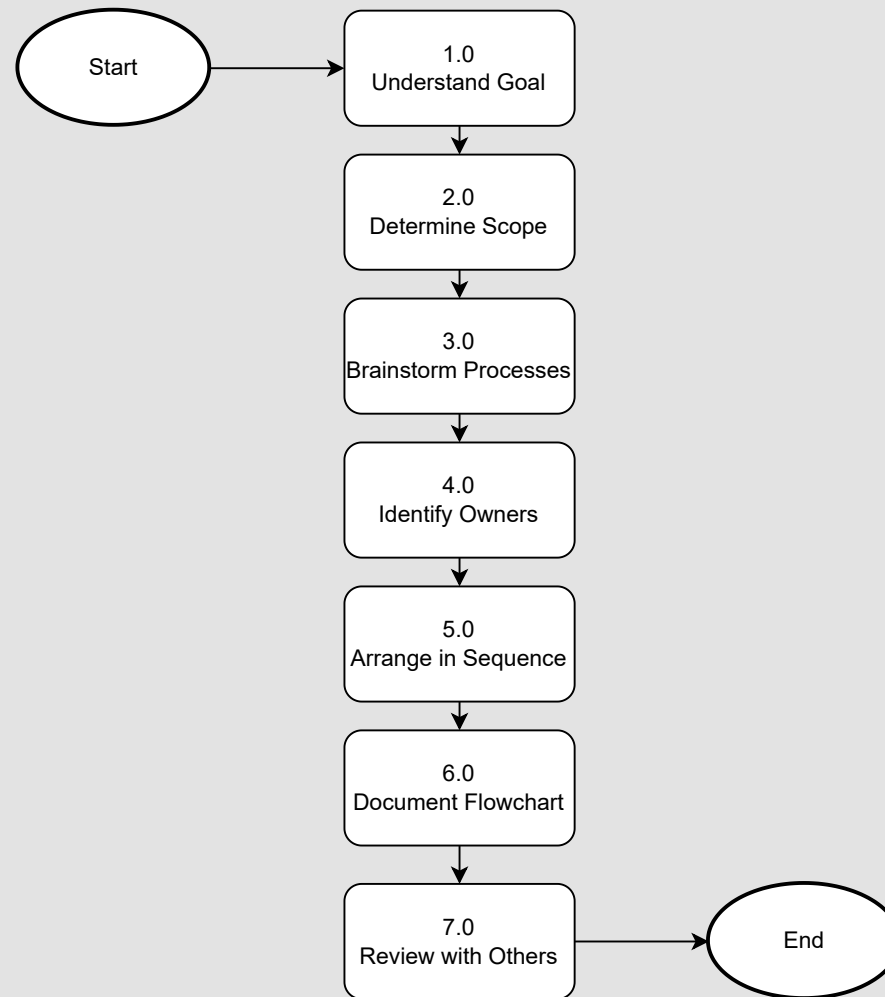 Start
1.0
Understand Goal
2.0
Determine Scope
3.0
Brainstorm Processes
4.0
Identify Owners
5.0
Arrange in Sequence
6.0
Document Flowchart
7.0
Review with Others
End